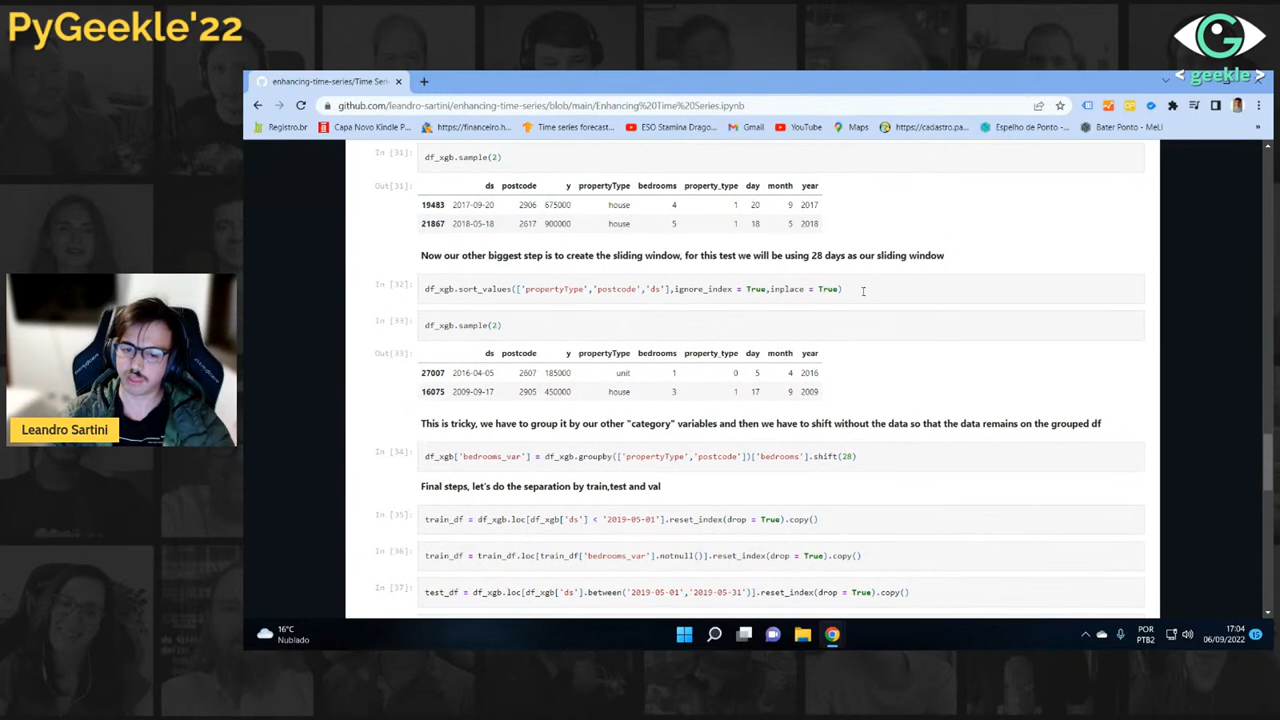 PyGeekle'22
G
< geekle >
enhancing-time-series/Time Seri
github.com/leandro-sartini/enhancing-time-series/blob/main/Enhancing%20Time%20Series.ipynb
Registro.br
Capa Novo Kindle P...
https://financeiro.h...
Time series forecast...
ESO Stamina Drago...
Gmail
YouTube
Maps
https://cadastro.pa...
Espelho de Ponto -...
Bater Ponto - MeLi
»
In [31]: df_xgb.sample(2)
Out[31]: ds postcode y propertyType bedrooms property_type day month year
19483 2017-09-20 2906 675000 house 4 1 20 9 2017
21867 2018-05-18 2617 900000 house 5 1 18 5 2018
Now our other biggest step is to create the sliding window, for this test we will be using 28 days as our sliding window
In [32]: df_xgb.sort_values(['propertyType','postcode','ds'],ignore_index = True,inplace = True)
In [33]: df_xgb.sample(2)
Out[33]: ds postcode y propertyType bedrooms property_type day month year
27007 2016-04-05 2607 185000 unit 1 0 5 4 2016
16075 2009-09-17 2905 450000 house 3 1 17 9 2009
This is tricky, we have to group it by our other "category" variables and then we have to shift without the data so that the data remains on the grouped df
In [34]: df_xgb['bedrooms_var'] = df_xgb.groupby(['propertyType','postcode'])['bedrooms'].shift(28)
Final steps, let's do the separation by train,test and val
In [35]: train_df = df_xgb.loc[df_xgb['ds'] < '2019-05-01'].reset_index(drop = True).copy()
In [36]: train_df = train_df.loc[train_df['bedrooms_var'].notnull()].reset_index(drop = True).copy()
In [37]: test_df = df_xgb.loc[df_xgb['ds'].between('2019-05-01','2019-05-31')].reset_index(drop = True).copy()
Leandro Sartini
16°C
Nublado
POR
PTB2
17:04
06/09/2022
15